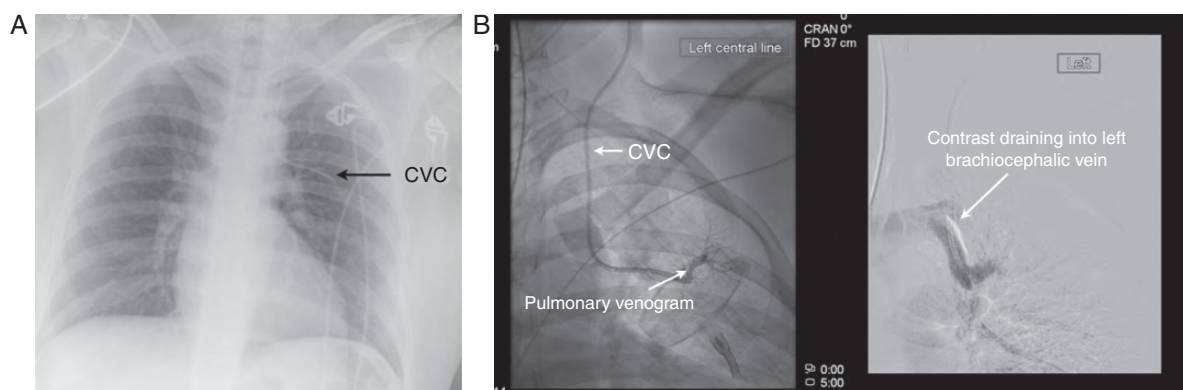 A
CVC
B
Left central line
CVC
Pulmonary venogram
CRAN 0°
FD 37 cm
0:00
5:00
Left
Contrast draining into left
brachiocephalic vein